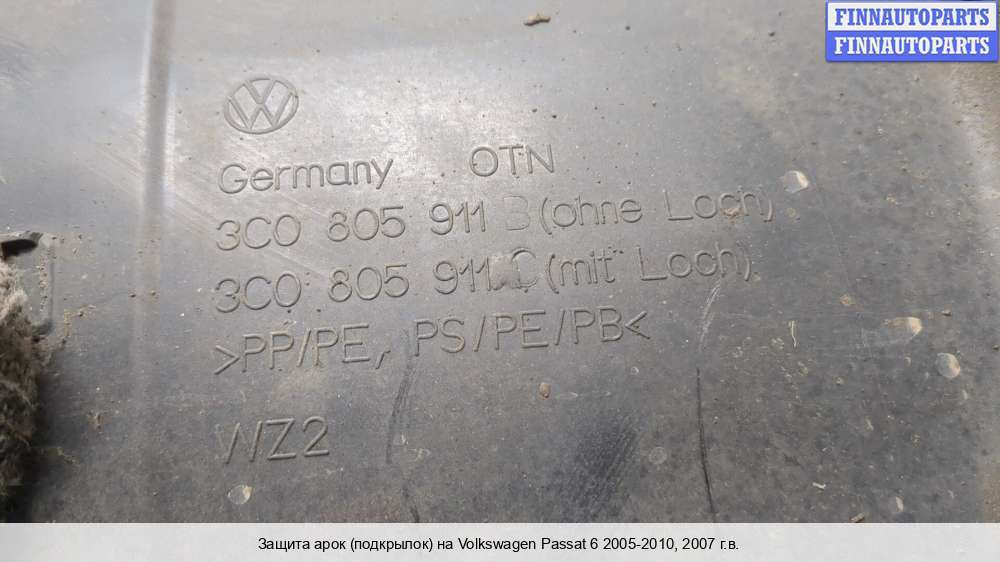 FINNAUTOPARTS
FINNAUTOPARTS
Germany OTN
3C0 805 911 B (ohne Loch)
3C0 805 911 C (mit Loch)
>PP/PE, PS/PE/PB<
WZ2
Защита арок (подкрылок) на Volkswagen Passat 6 2005-2010, 2007 г.в.